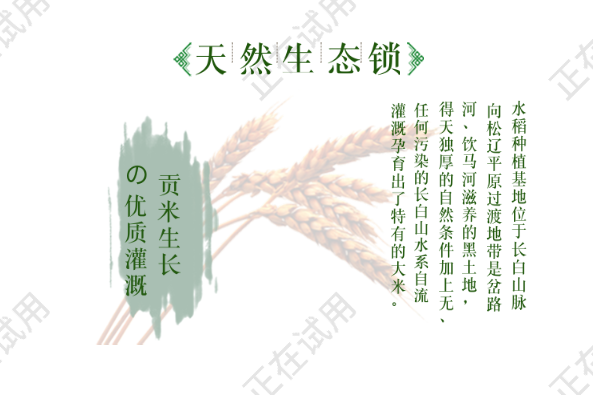 天然生态锁
水稻种植基地位于长白山脉
向松辽平原过渡地带是岔路
河、饮马河滋养的黑土地，
得天独厚的自然条件加上无、
任何污染的长白山水系自流
灌溉孕育出了特有的大米。
贡米生长
の优质灌溉
正在试用
正在试用
正在试用
正在试用
正在试用
正在试用